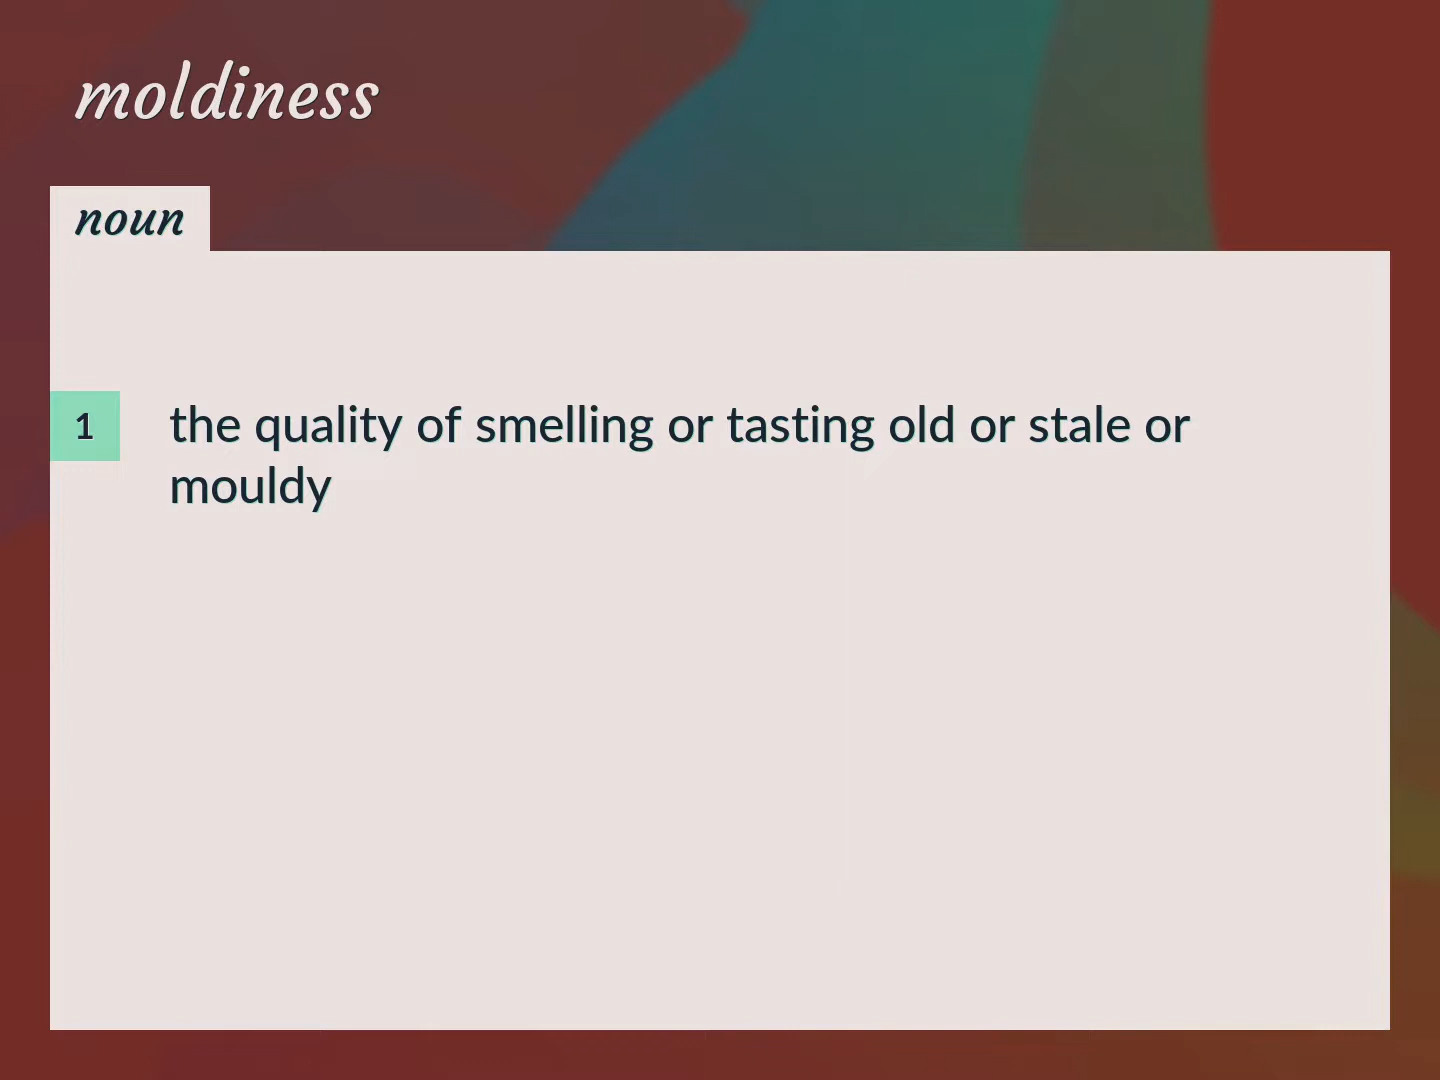 moldiness
noun
1 the quality of smelling or tasting old or stale or
mouldy